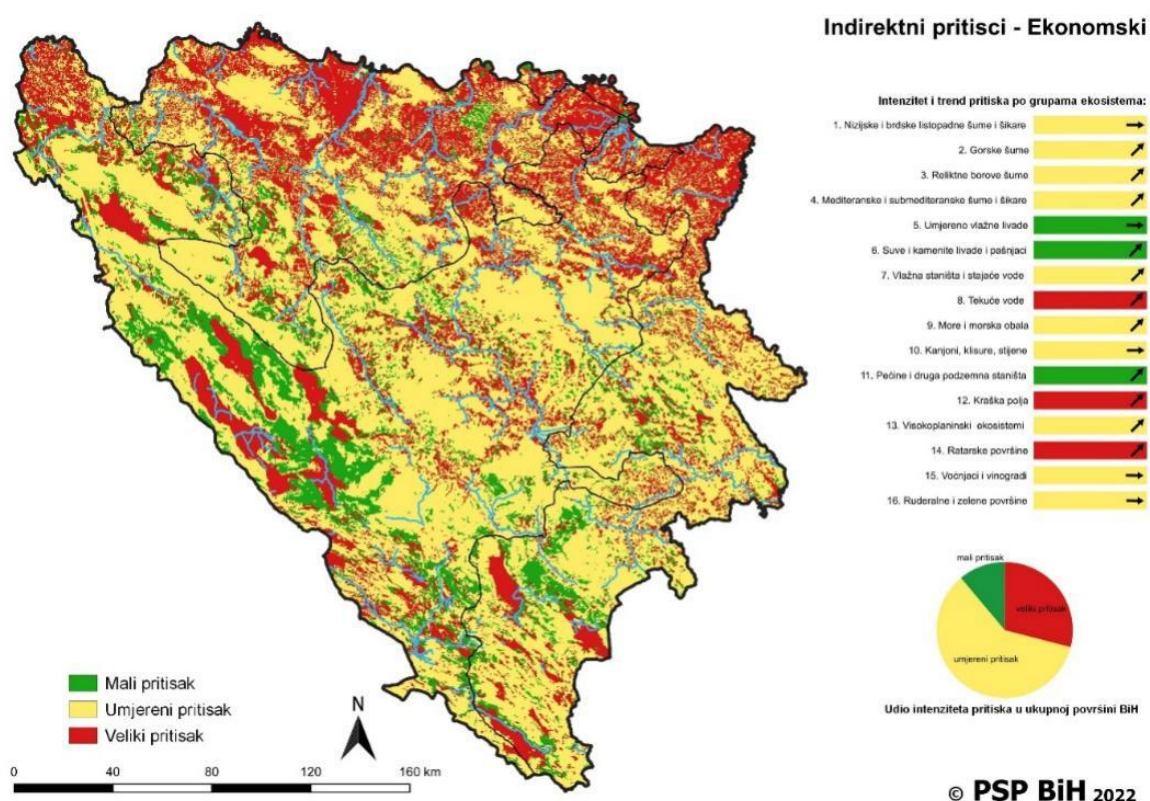 Indirektni pritisci - Ekonomski
Intenzitet i trend pritiska po grupama ekosistema:
1. Nizijske i brdske listopadne šume i šikare
2. Gorske šume
3. Reliktne borove šume
4. Mediteranske i submediteranske šume i šikare
5. Umjereno vlažne livade
6. Suve i kamenite livade i pašnjaci
7. Vlažna staništa i stajaće vode
8. Tekuće vode
9. More i morska obala
10. Kanjoni, klisure, stijene
11. Pećine i druga podzemna staništa
12. Kraška polja
13. Visokoplaninski ekosistemi
14. Ratarske površine
15. Voćnjaci i vinogradi
16. Ruderalne i zelene površine
mali pritisak
veliki pritisak
umjereni pritisak
Udio intenziteta pritiska u ukupnoj površini BiH
Mali pritisak
Umjereni pritisak
Veliki pritisak
N
0 40 80 120 160 km
© PSP BiH 2022